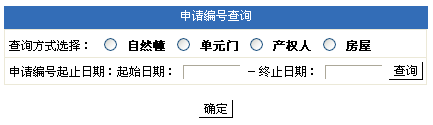 申请编号查询
查询方式选择： 自然幢 单元门 产权人 房屋
申请编号起止日期：起始日期： －终止日期： 查询
确定